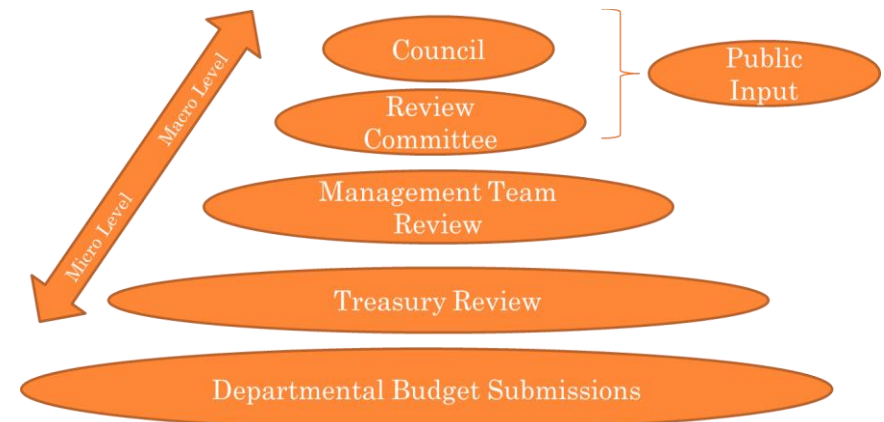 Council
Public
Input
Review
Committee
Macro Level
Management Team
Review
Micro Level
Treasury Review
Departmental Budget Submissions